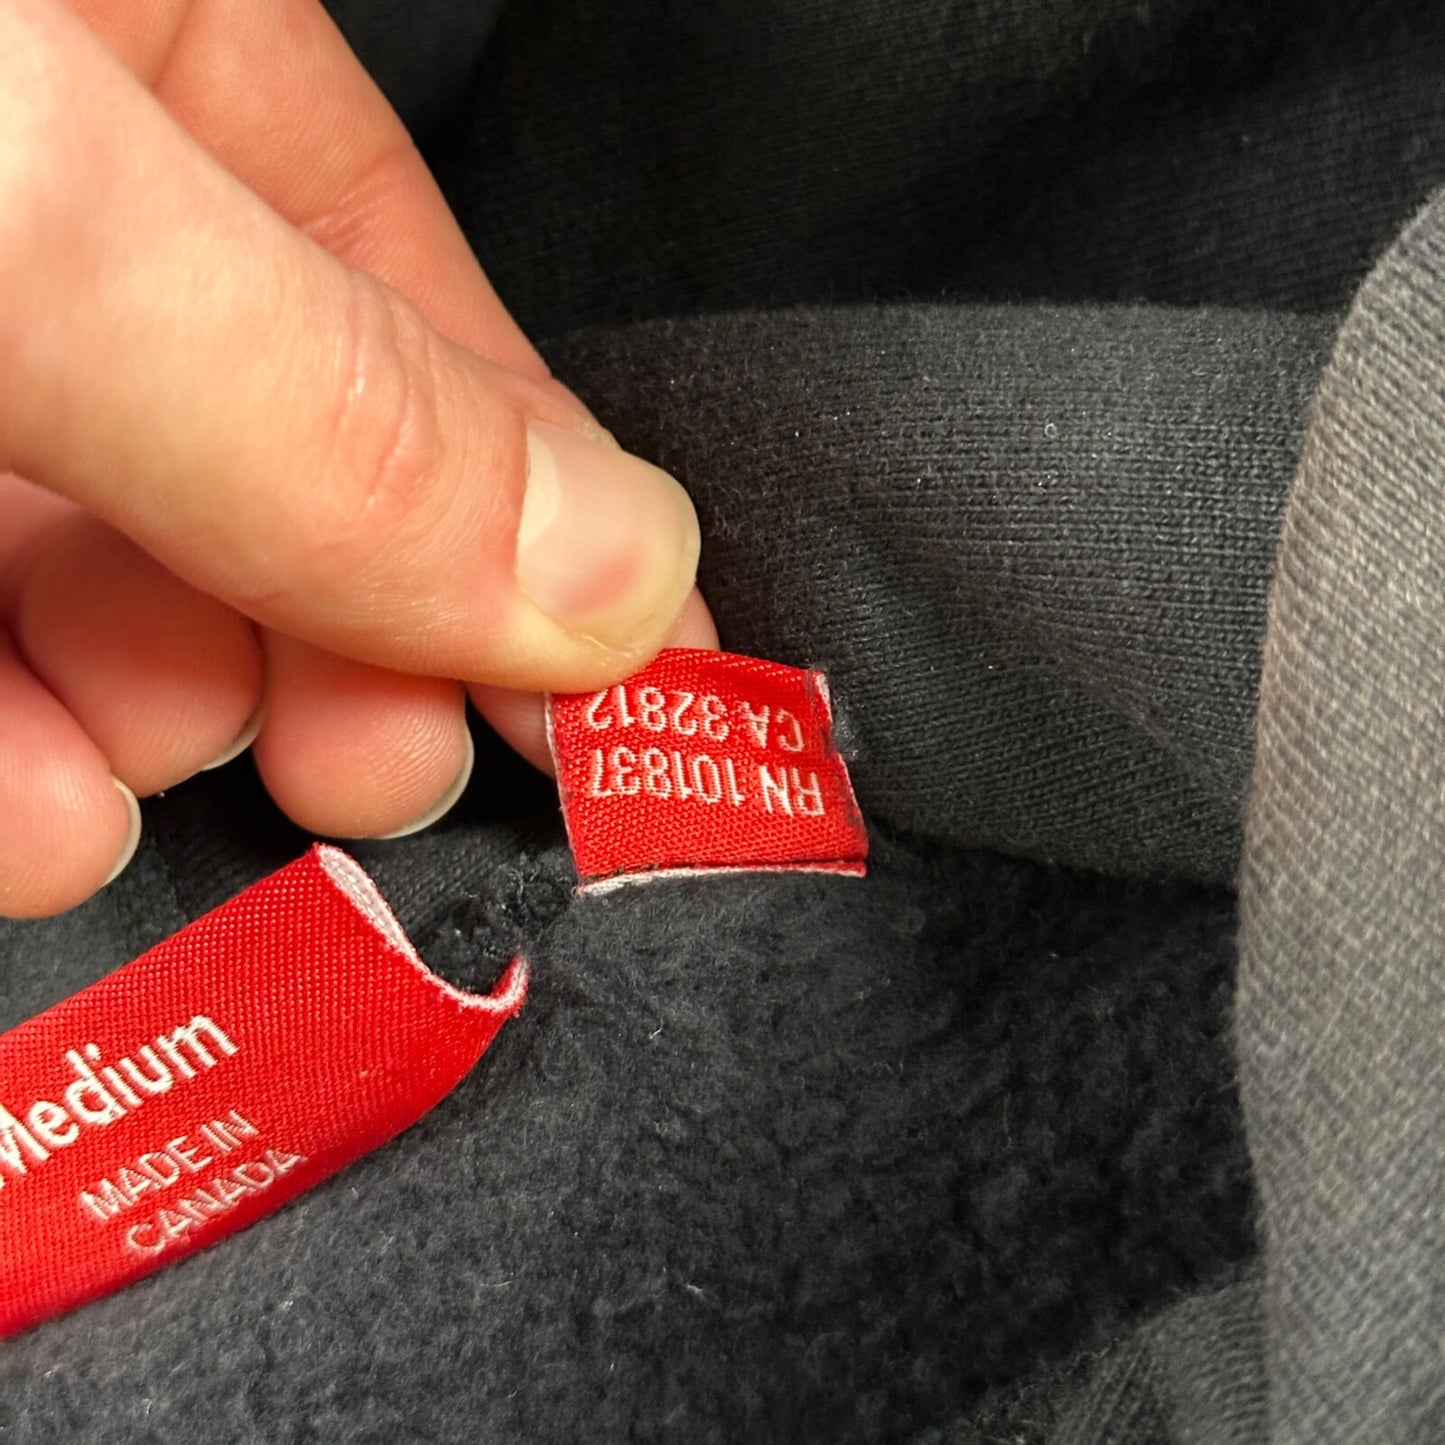 RN 101837
CA 32812
Medium
MADE IN
CANADA